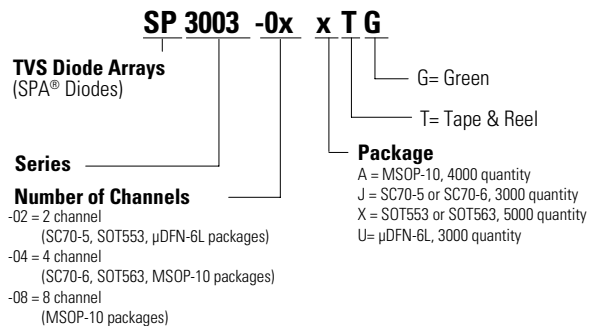 SP 3003 -0x x T G
TVS Diode Arrays
(SPA® Diodes)
G= Green
T= Tape & Reel
Series
Number of Channels
-02 = 2 channel
(SC70-5, SOT553, µDFN-6L packages)
-04 = 4 channel
(SC70-6, SOT563, MSOP-10 packages)
-08 = 8 channel
(MSOP-10 packages)
Package
A = MSOP-10, 4000 quantity
J = SC70-5 or SC70-6, 3000 quantity
X = SOT553 or SOT563, 5000 quantity
U= µDFN-6L, 3000 quantity